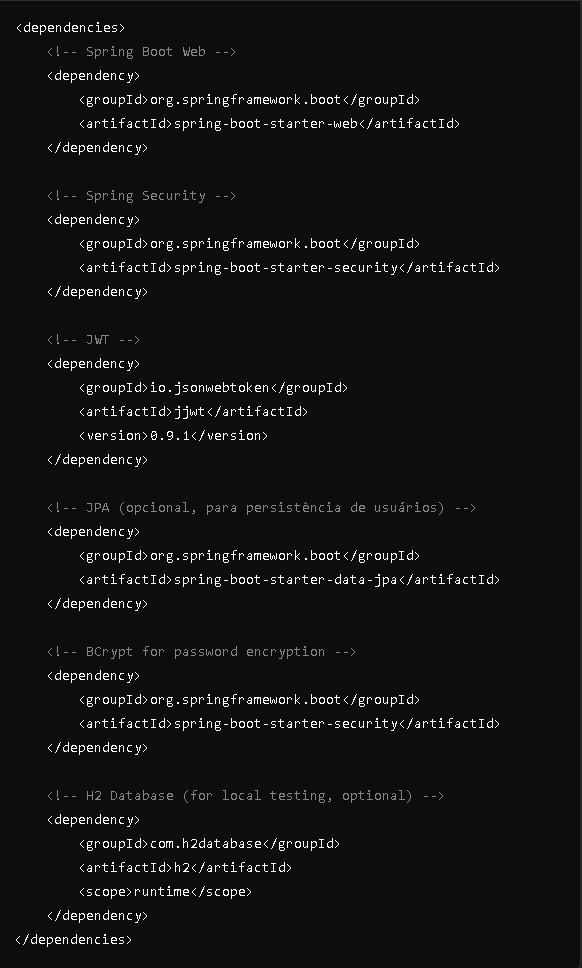 <dependencies>
    <!-- Spring Boot Web -->
    <dependency>
        <groupId>org.springframework.boot</groupId>
        <artifactId>spring-boot-starter-web</artifactId>
    </dependency>

    <!-- Spring Security -->
    <dependency>
        <groupId>org.springframework.boot</groupId>
        <artifactId>spring-boot-starter-security</artifactId>
    </dependency>

    <!-- JWT -->
    <dependency>
        <groupId>io.jsonwebtoken</groupId>
        <artifactId>jjwt</artifactId>
        <version>0.9.1</version>
    </dependency>

    <!-- JPA (opcional, para persistência de usuários) -->
    <dependency>
        <groupId>org.springframework.boot</groupId>
        <artifactId>spring-boot-starter-data-jpa</artifactId>
    </dependency>

    <!-- BCrypt for password encryption -->
    <dependency>
        <groupId>org.springframework.boot</groupId>
        <artifactId>spring-boot-starter-security</artifactId>
    </dependency>

    <!-- H2 Database (for local testing, optional) -->
    <dependency>
        <groupId>com.h2database</groupId>
        <artifactId>h2</artifactId>
        <scope>runtime</scope>
    </dependency>
</dependencies>